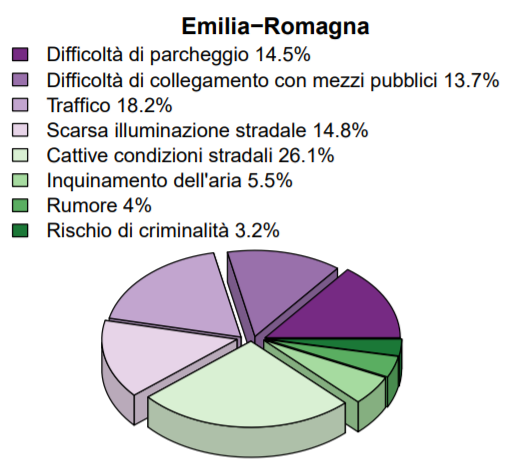 Emilia−Romagna
Difficoltà di parcheggio 14.5%
Difficoltà di collegamento con mezzi pubblici 13.7%
Traffico 18.2%
Scarsa illuminazione stradale 14.8%
Cattive condizioni stradali 26.1%
Inquinamento dell'aria 5.5%
Rumore 4%
Rischio di criminalità 3.2%